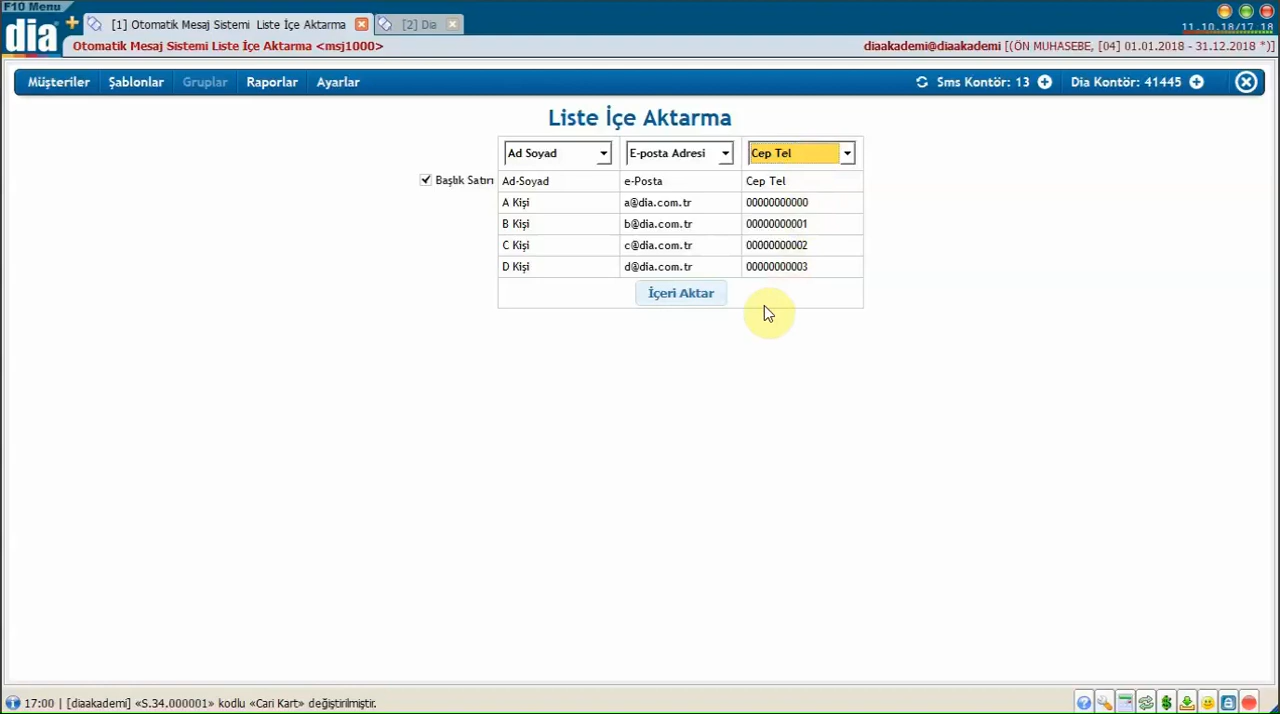 F10 Menu
dia
[1] Otomatik Mesaj Sistemi Liste İçe Aktarma
[2] Dia
11.10.18/17 18
Otomatik Mesaj Sistemi Liste İçe Aktarma <msj1000>
diaakademi@diaakademi [(ÖN MUHASEBE, [04] 01.01.2018 - 31.12.2018 *)]
Müşteriler Şablonlar Gruplar Raporlar Ayarlar
Sms Kontör: 13 Dia Kontör: 41445
Liste İçe Aktarma
Ad Soyad E-posta Adresi Cep Tel
Başlık Satırı Ad-Soyad e-Posta Cep Tel
A Kişi a@dia.com.tr 00000000000
B Kişi b@dia.com.tr 00000000001
C Kişi c@dia.com.tr 00000000002
D Kişi d@dia.com.tr 00000000003
İçeri Aktar
17:00 | [diaakademi] «S.34.000001» kodlu «Cari Kart» değiştirilmiştir.